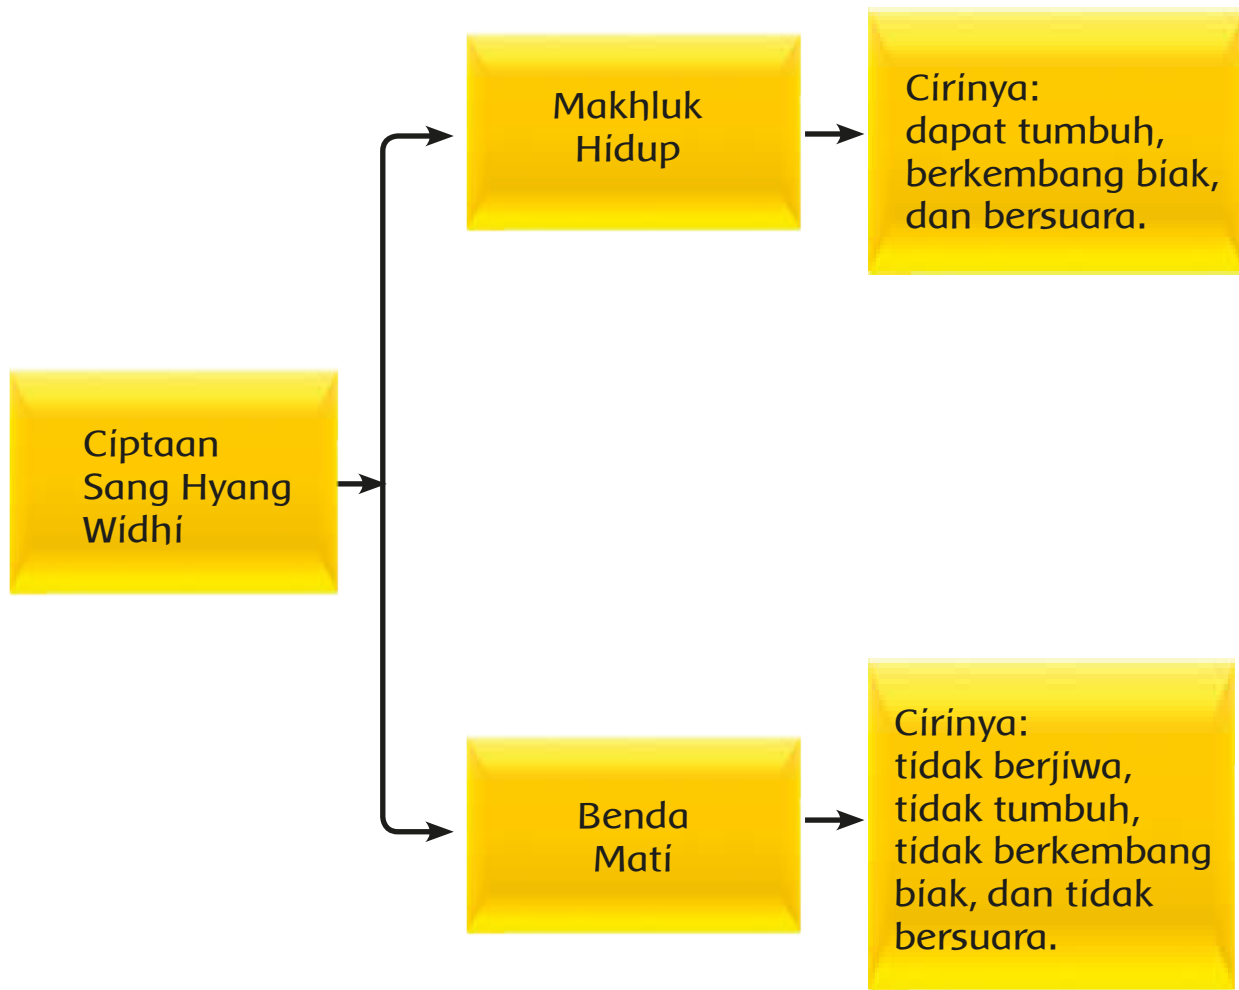 Ciptaan
Sang Hyang
Widhi
Makhluk
Hidup
Cirinya:
dapat tumbuh,
berkembang biak,
dan bersuara.
Benda
Mati
Cirinya:
tidak berjiwa,
tidak tumbuh,
tidak berkembang
biak, dan tidak
bersuara.